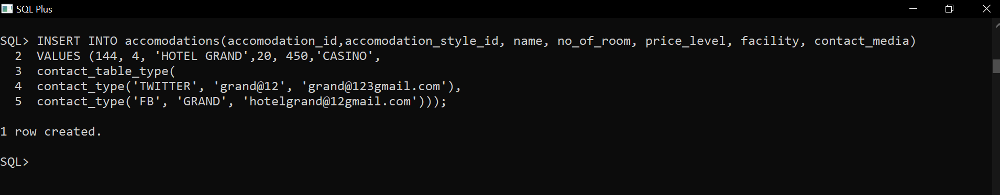 SQL Plus
SQL> INSERT INTO accomodations(accomodation_id,accomodation_style_id, name, no_of_room, price_level, facility, contact_media)
2 VALUES (144, 4, 'HOTEL GRAND',20, 450,'CASINO',
3 contact_table_type(
4 contact_type('TWITTER', 'grand@12', 'grand@123gmail.com'),
5 contact_type('FB', 'GRAND', 'hotelgrand@12gmail.com')));
1 row created.
SQL>